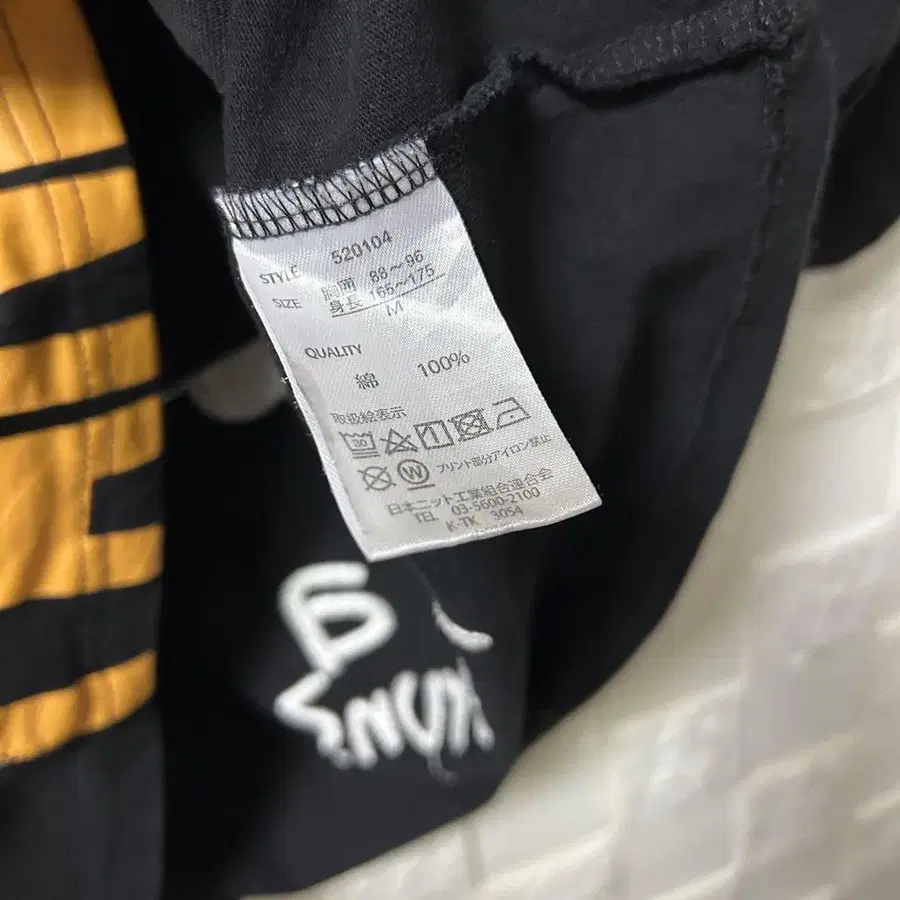 STYLE 520104
SIZE 胸囲 88～96
身長 165～175
M
QUALITY
綿 100%
取扱絵表示
30
W プリント部分アイロン禁止
日本ニット工業組合連合会
TEL 03-5600-2100
K-TK 3054